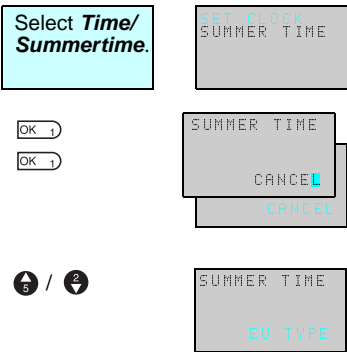 Select Time/
Summertime.
SET CLOCK
SUMMER TIME
OK 1
OK 1
SUMMER TIME
CANCEL
CANCEL
5 / 2
SUMMER TIME
EU TYPE